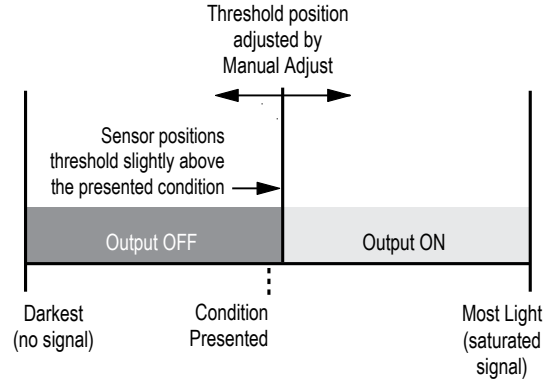 Threshold position
adjusted by
Manual Adjust
Sensor positions
threshold slightly above
the presented condition
Output OFF
Output ON
Darkest
(no signal)
Condition
Presented
Most Light
(saturated
signal)